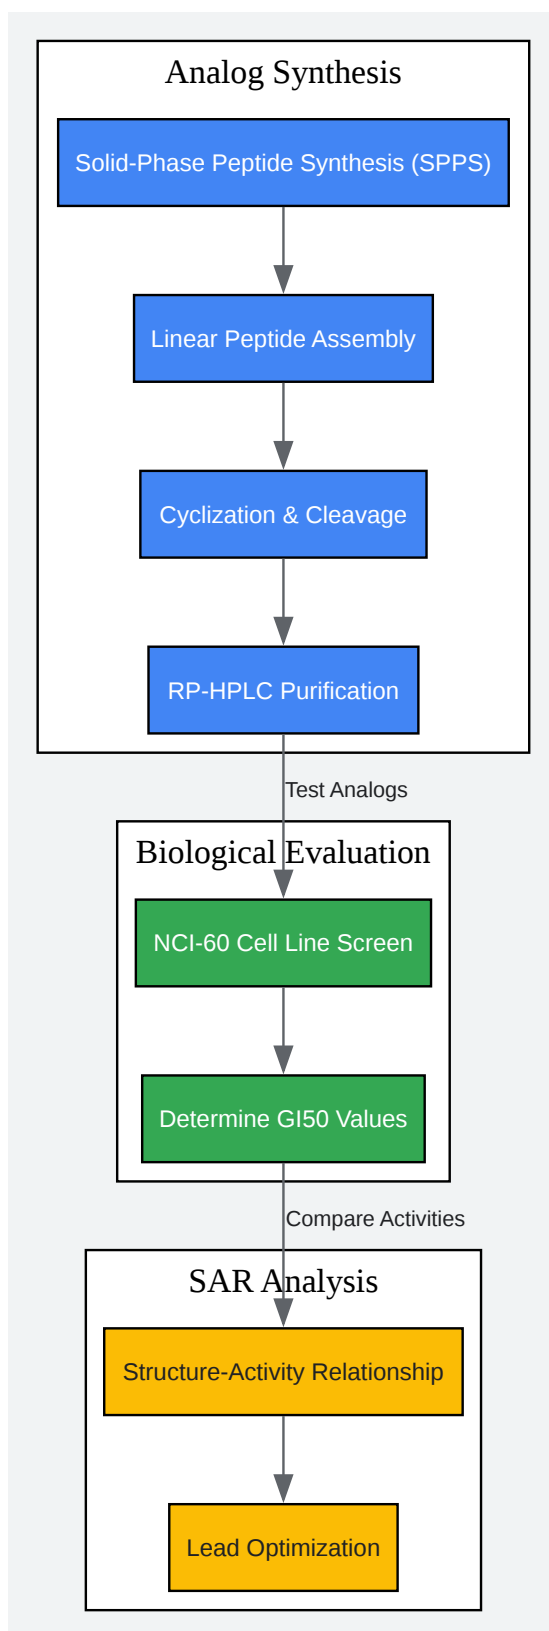 Analog Synthesis
Solid-Phase Peptide Synthesis (SPPS)
Linear Peptide Assembly
Cyclization & Cleavage
RP-HPLC Purification
Test Analogs
Biological Evaluation
NCI-60 Cell Line Screen
Determine GI50 Values
Compare Activities
SAR Analysis
Structure-Activity Relationship
Lead Optimization